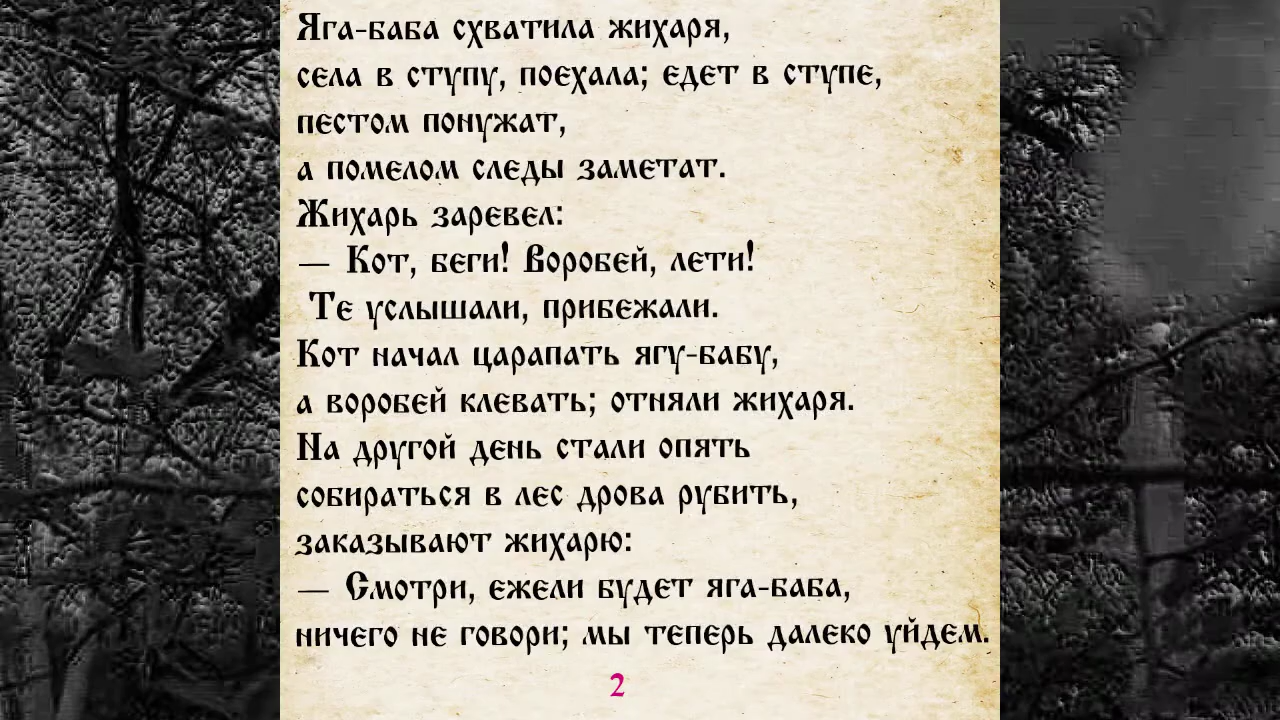 Яга-баба схватила жихаря,
села в ступу, поехала; едет в ступе,
пестом понужат,
а помелом следы заметат.
Жихарь заревел:
— Кот, беги! Воробей, лети!
Те услышали, прибежали.
Кот начал царапать ягу-бабу,
а воробей клевать; отняли жихаря.
На другой день стали опять
собираться в лес дрова рубить,
заказывают жихарю:
— Смотри, ежели будет яга-баба,
ничего не говори; мы теперь далеко уйдем.
2